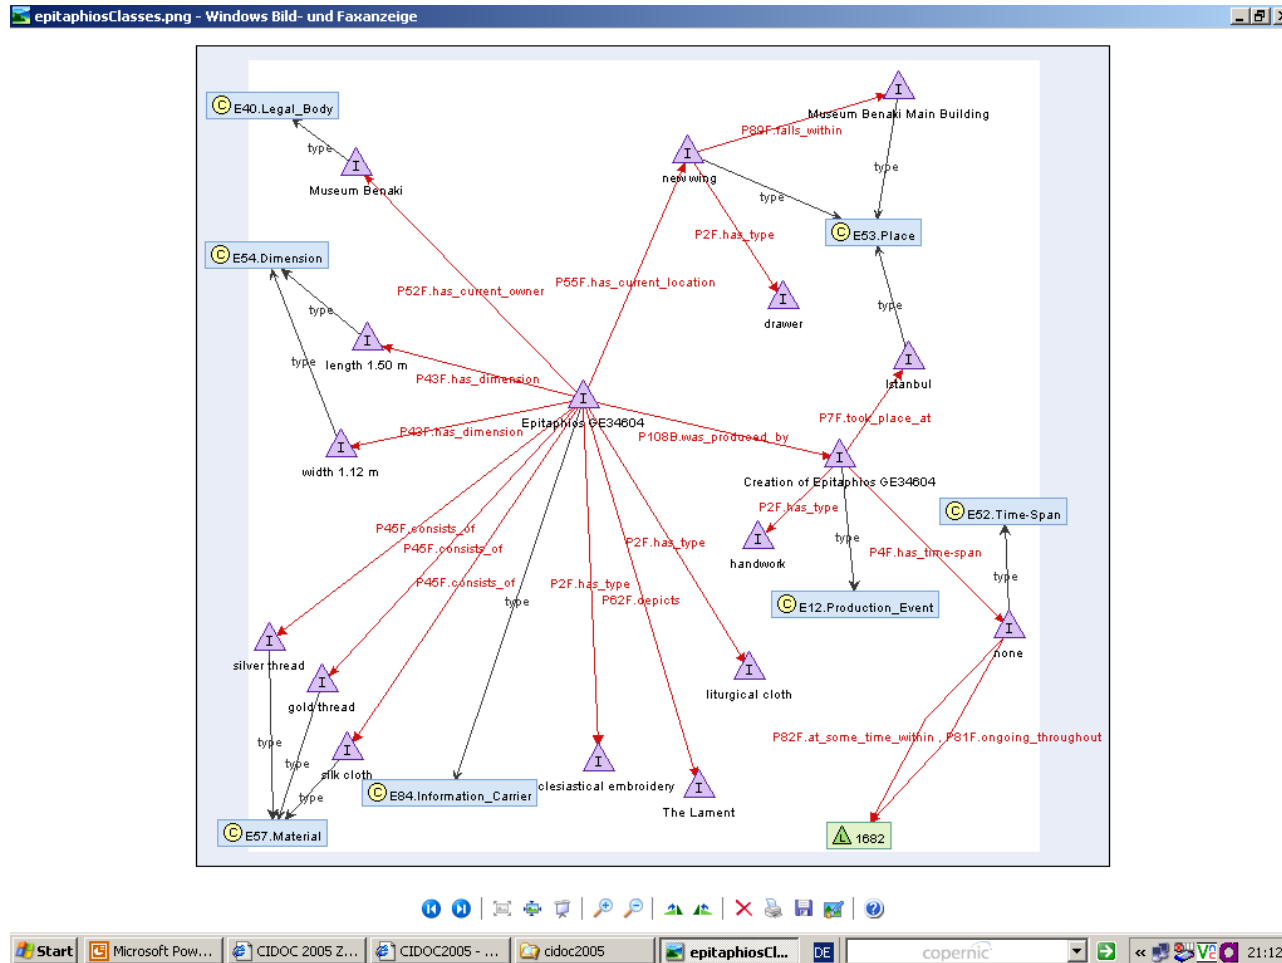 epitaphiosClasses.png - Windows Bild- und Faxanzeige
I
Museum Benaki Main Building
C E40.Legal_Body
P89F.falls_within
type
I
Museum Benaki
I
new wing
type
type
C E53.Place
P2F.has_type
C E54.Dimension
P52F.has_current_owner
P55F.has_current_location
I
drawer
type
type
I
length 1.50 m
type
I
Istanbul
P43F.has_dimension
I
Epitaphios GE34604
P7F.took_place_at
P43F.has_dimension
P108B.was_produced_by
I
width 1.12 m
I
Creation of Epitaphios GE34604
P2F.has_type
C E52.Time-Span
P45F.consists_of
P45F.consists_of
P45F.consists_of
P2F.has_type
I
handwork
type
P4F.has_time-span
type
P2F.has_type
P62F.depicts
type
C E12.Production_Event
I
none
I
silver thread
I
gold thread
I
liturgical cloth
type
I
silk cloth
type
type
P82F.at_some_time_within , P81F.ongoing_throughout
C E84.Information_Carrier
I
clesiastical embroidery
I
The Lament
C E57.Material
L 1682
Start
Microsoft Pow...
CIDOC 2005 Z...
CIDOC2005 - ...
cidoc2005
epitaphiosCl...
DE
copernic
«
21:12